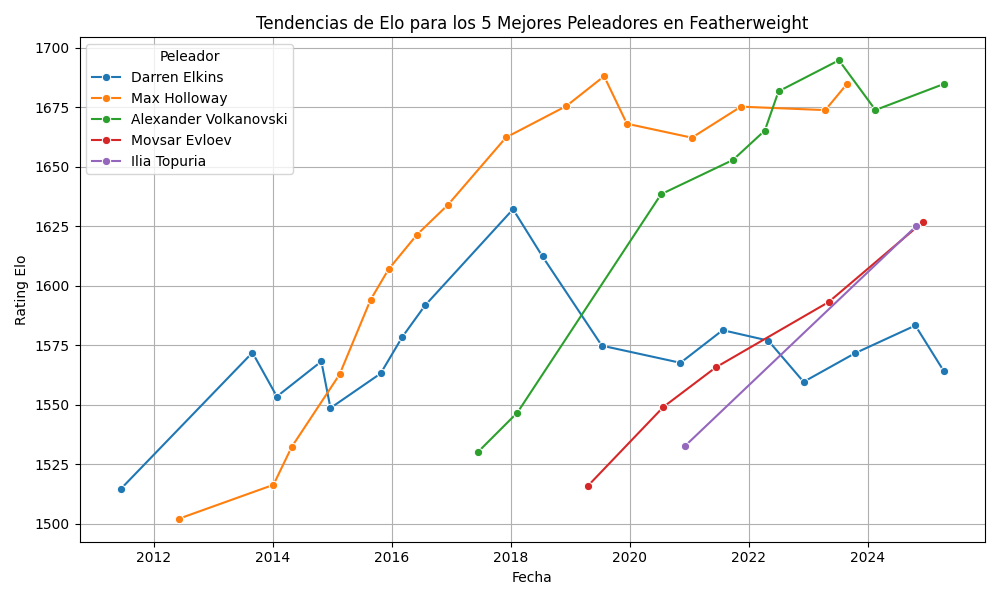 Tendencias de Elo para los 5 Mejores Peleadores en Featherweight
Peleador
Darren Elkins
Max Holloway
Alexander Volkanovski
Movsar Evloev
Ilia Topuria
Rating Elo
1700
1675
1650
1625
1600
1575
1550
1525
1500
2012 2014 2016 2018 2020 2022 2024
Fecha